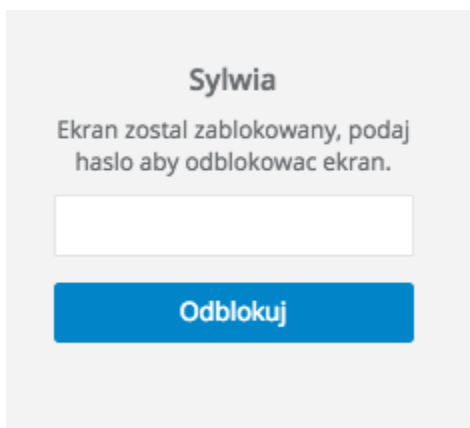 Sylwia
Ekran zostal zablokowany, podaj
haslo aby odblokowac ekran.
Odblokuj